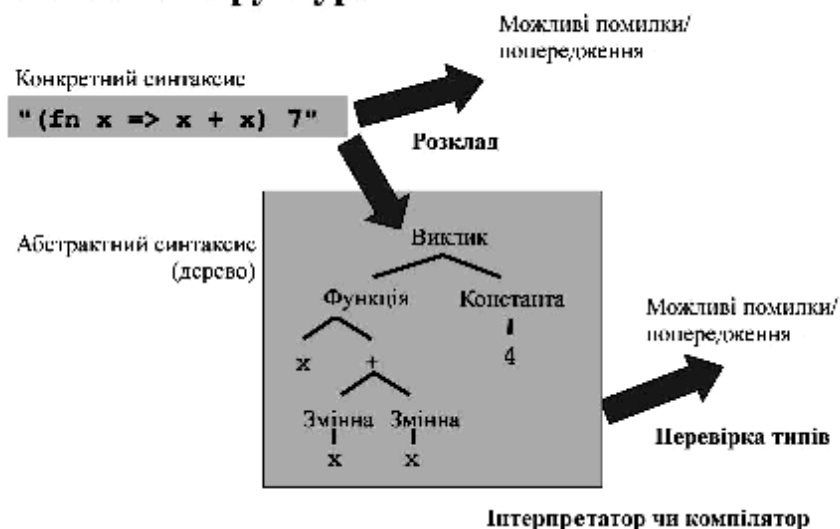 Можливі помилки/
попередження
Конкретний синтаксис
"(fn x => x + x) 7"
Розклад
Абстрактний синтаксис
(дерево)
Виклик
Функція Константа
x + 4
Змінна Змінна
x x
Можливі помилки/
попередження
Перевірка типів
Інтерпретатор чи компілятор